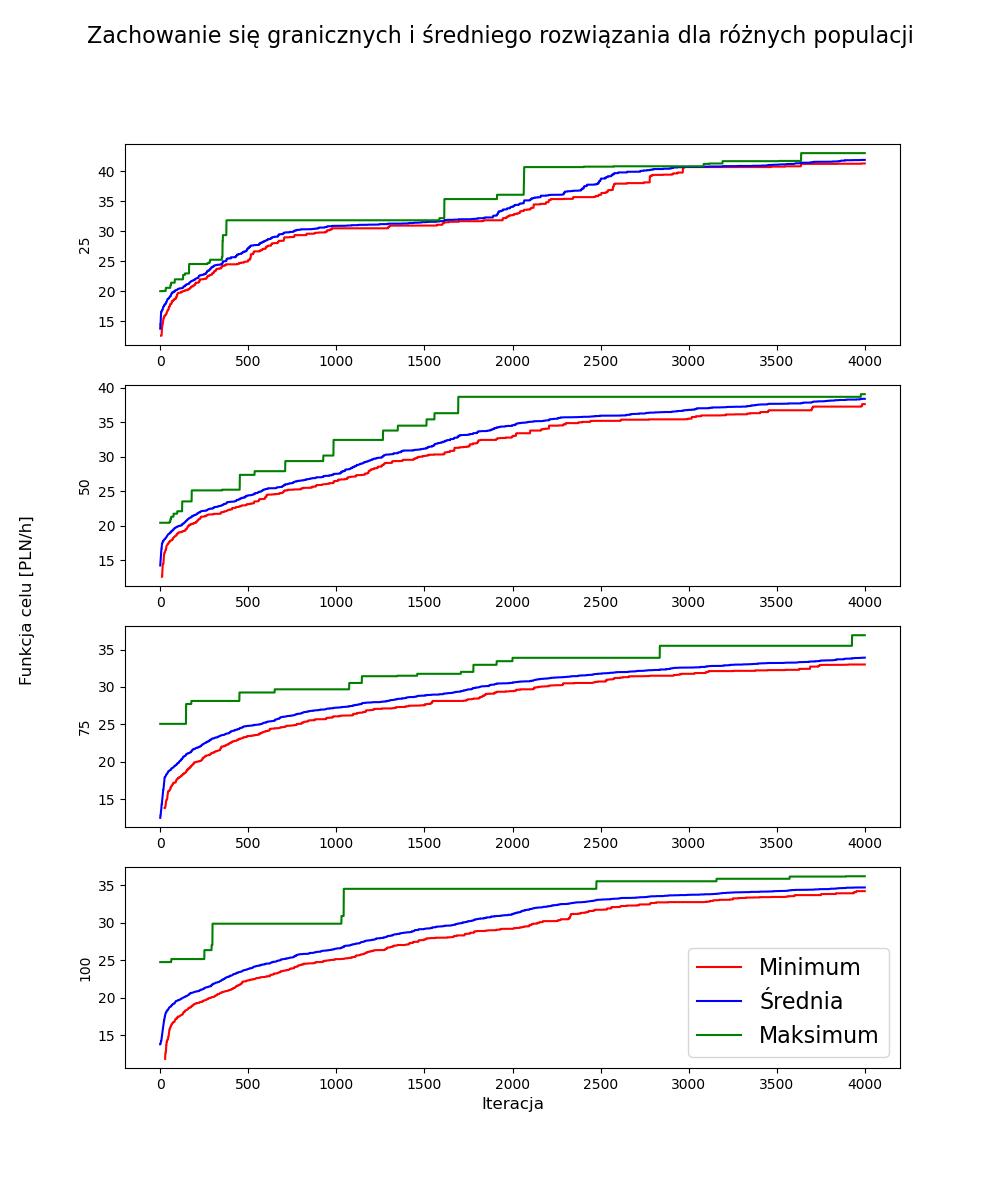 Zachowanie się granicznych i średniego rozwiązania dla różnych populacji
Funkcja celu [PLN/h]
25
40
35
30
25
20
15
0 500 1000 1500 2000 2500 3000 3500 4000
50
40
35
30
25
20
15
0 500 1000 1500 2000 2500 3000 3500 4000
75
35
30
25
20
15
0 500 1000 1500 2000 2500 3000 3500 4000
100
35
30
25
20
15
Minimum
Średnia
Maksimum
0 500 1000 1500 2000 2500 3000 3500 4000
Iteracja